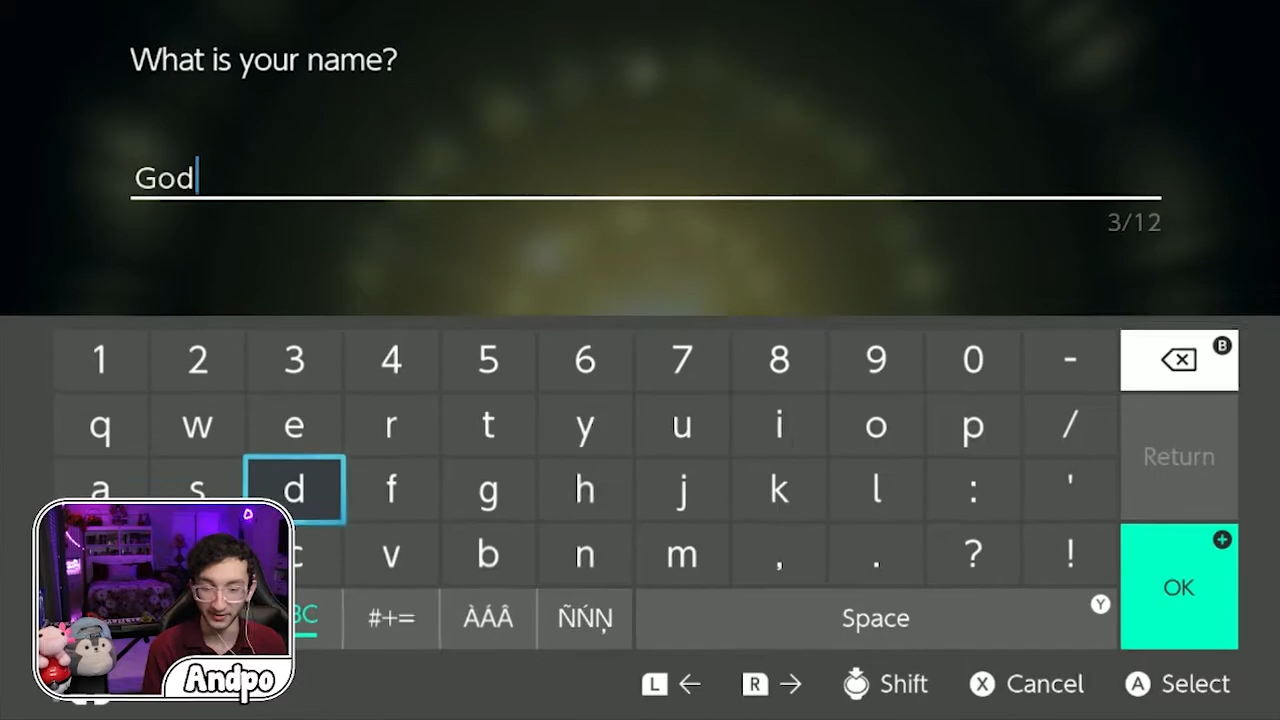 What is your name?
God
3/12
1 2 3 4 5 6 7 8 9 0 - B
q w e r t y u i o p / Return
a s d f g h j k l : '
c v b n m , . ? ! + OK
#+= ÀÁÂ ÑŃŅ Space Y
Andpo
L ← R → Shift X Cancel A Select